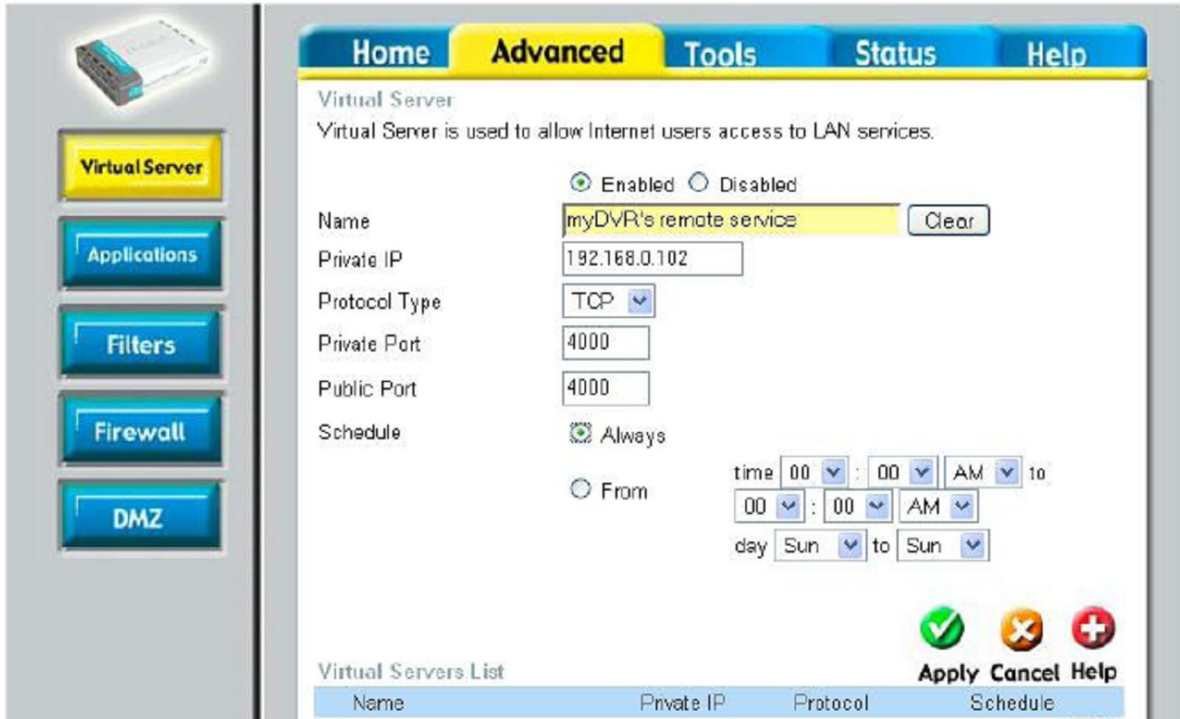 Home Advanced Tools Status Help
Virtual Server
Virtual Server is used to allow Internet users access to LAN services.
Virtual Server
Enabled Disabled
Name myDVR's remote service Clear
Applications
Private IP 192.168.0.102
Protocol Type TCP
Filters
Private Port 4000
Public Port 4000
Firewall
Schedule Always
From time 00 : 00 AM to
00 : 00 AM
DMZ
day Sun to Sun
Apply Cancel Help
Virtual Servers List
Name Private IP Protocol Schedule